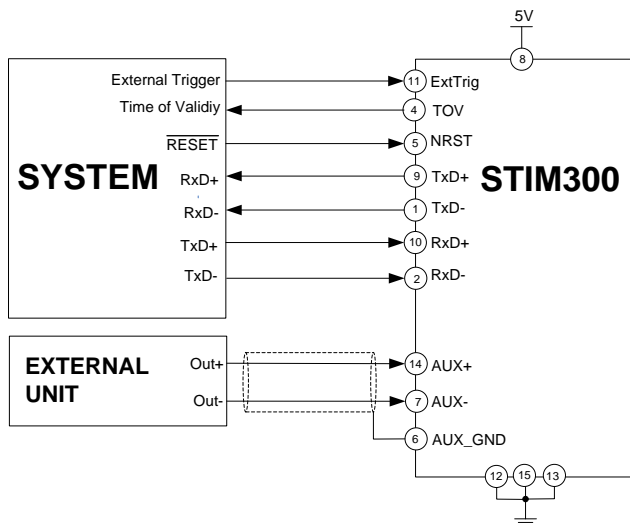 5V
8
External Trigger 11 ExtTrig
Time of Validiy 4 TOV
RESET 5 NRST
SYSTEM RxD+ 9 TxD+ STIM300
RxD- 1 TxD-
TxD+ 10 RxD+
TxD- 2 RxD-
EXTERNAL UNIT
Out+ 14 AUX+
Out- 7 AUX-
6 AUX_GND
12 15 13